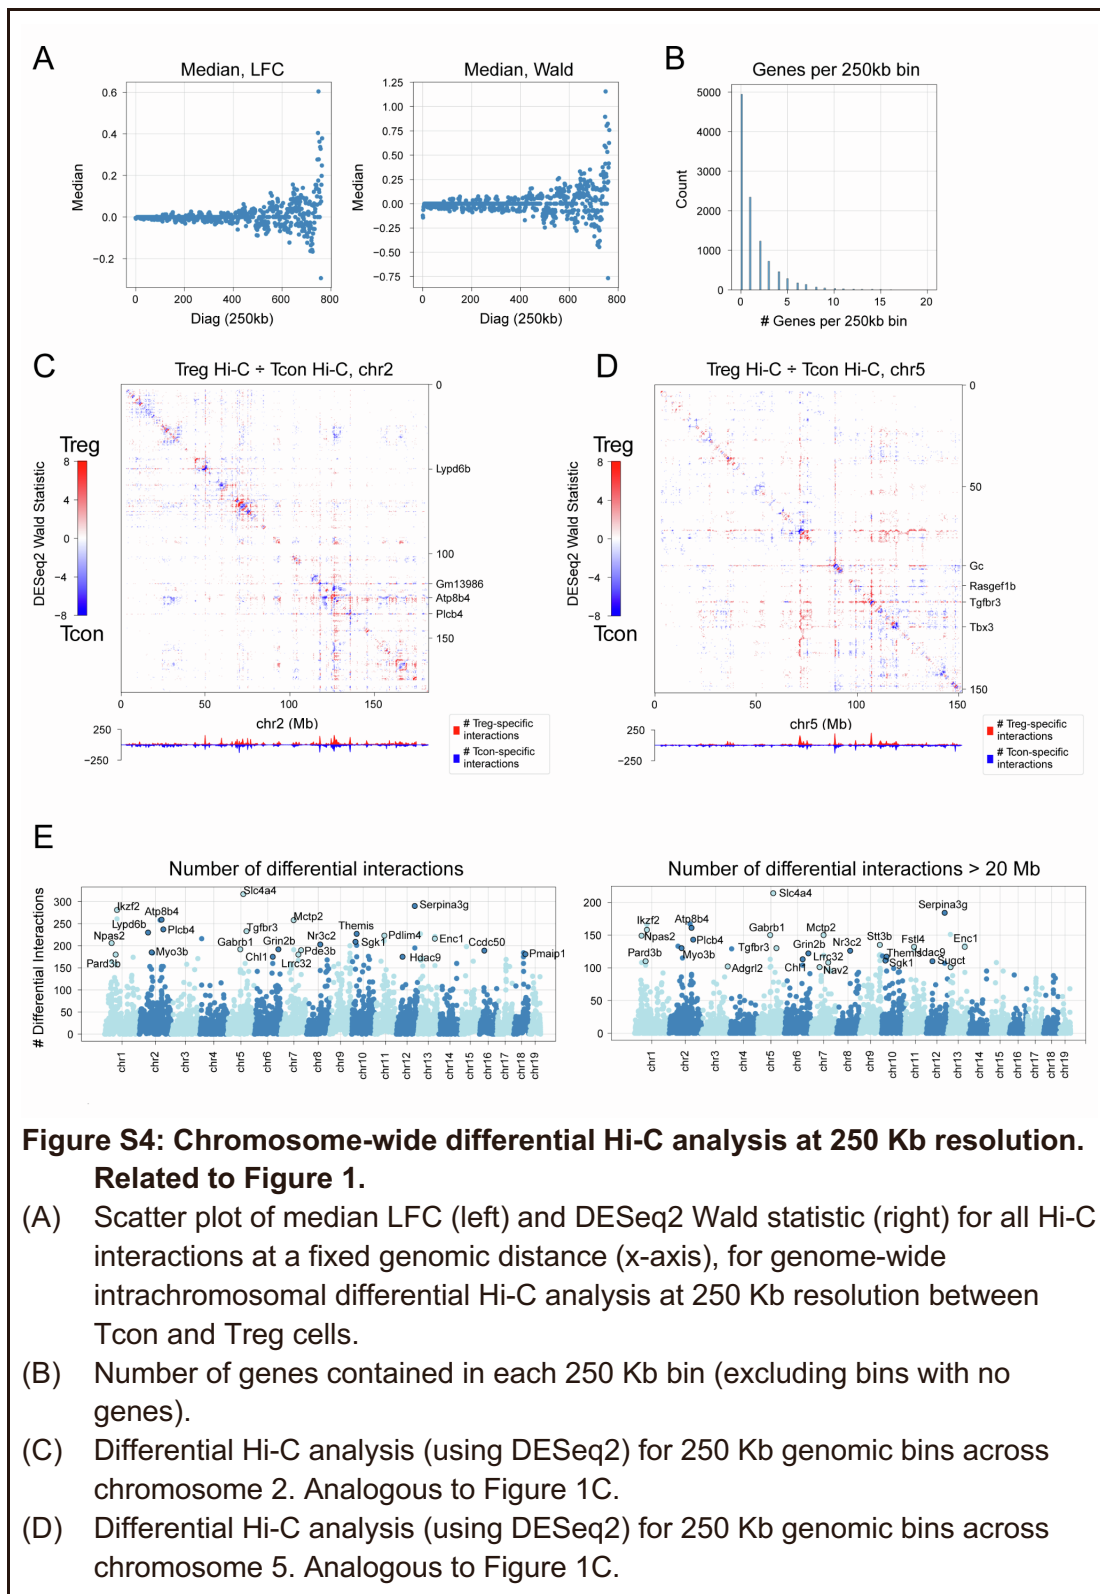 A
Median, LFC
Median, Wald
B
Genes per 250kb bin
0.6
0.4
0.2
0.0
−0.2
Median
0
200
400
600
800
Diag (250kb)
1.25
1.00
0.75
0.50
0.25
0.00
−0.25
−0.50
−0.75
Median
0
200
400
600
800
Diag (250kb)
5000
4000
3000
2000
1000
0
Count
0
5
10
15
20
# Genes per 250kb bin
C
Treg Hi-C ÷ Tcon Hi-C, chr2
Treg
8
4
0
−4
−8
DESeq2 Wald Statistic
Tcon
0
Lypd6b
100
Gm13986
Atp8b4
Plcb4
150
0
50
100
150
chr2 (Mb)
250
−250
# Treg-specific
interactions
# Tcon-specific
interactions
D
Treg Hi-C ÷ Tcon Hi-C, chr5
Treg
8
4
0
−4
−8
DESeq2 Wald Statistic
Tcon
0
50
Gc
Rasgef1b
Tgfbr3
Tbx3
150
0
50
100
150
chr5 (Mb)
250
−250
# Treg-specific
interactions
# Tcon-specific
interactions
E
Number of differential interactions
# Differential Interactions
300
250
200
150
100
50
0
Ikzf2
Lypd6b
Npas2
Pard3b
Atp8b4
Plcb4
Myo3b
Slc4a4
Tgfbr3
Gabrb1
Chl1
Grin2b
Mctp2
Pde3b
Lrrc32
Nr3c2
Themis
Sgk1
Pdlim4
Hdac9
Serpina3g
Enc1
Ccdc50
Pmaip1
chr1
chr2
chr3
chr4
chr5
chr6
chr7
chr8
chr9
chr10
chr11
chr12
chr13
chr14
chr15
chr16
chr17
chr18
chr19
Number of differential interactions > 20 Mb
200
150
100
50
0
Ikzf2
Npas2
Pard3b
Atp8b4
Plcb4
Myo3b
Adgrl2
Tgfbr3
Gabrb1
Slc4a4
Chl1
Grin2b
Mctp2
Lrrc32
Nav2
Nr3c2
Stt3b
Themis
Sgk1
Fstl4
Hdac9
Serpina3g
Sugct
Enc1
chr1
chr2
chr3
chr4
chr5
chr6
chr7
chr8
chr9
chr10
chr11
chr12
chr13
chr14
chr15
chr16
chr17
chr18
chr19
Figure S4: Chromosome-wide differential Hi-C analysis at 250 Kb resolution.
Related to Figure 1.
(A) Scatter plot of median LFC (left) and DESeq2 Wald statistic (right) for all Hi-C
interactions at a fixed genomic distance (x-axis), for genome-wide
intrachromosomal differential Hi-C analysis at 250 Kb resolution between
Tcon and Treg cells.
(B) Number of genes contained in each 250 Kb bin (excluding bins with no
genes).
(C) Differential Hi-C analysis (using DESeq2) for 250 Kb genomic bins across
chromosome 2. Analogous to Figure 1C.
(D) Differential Hi-C analysis (using DESeq2) for 250 Kb genomic bins across
chromosome 5. Analogous to Figure 1C.